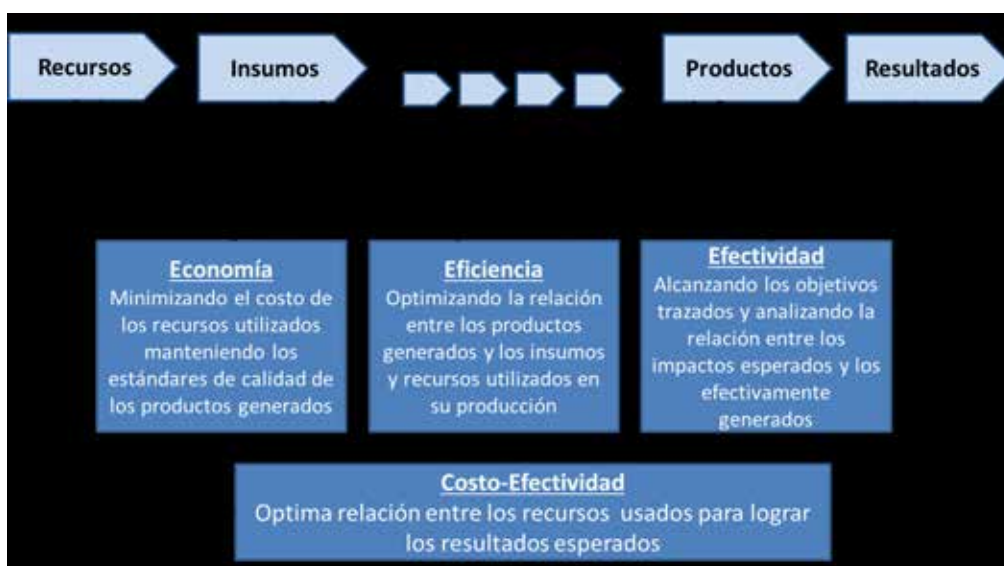 Recursos
Insumos
Productos
Resultados
Economía
Minimizando el costo de
los recursos utilizados
manteniendo los
estándares de calidad de
los productos generados
Eficiencia
Optimizando la relación
entre los productos
generados y los insumos
y recursos utilizados en
su producción
Efectividad
Alcanzando los objetivos
trazados y analizando la
relación entre los
impactos esperados y los
efectivamente
generados
Costo-Efectividad
Optima relación entre los recursos usados para lograr
los resultados esperados